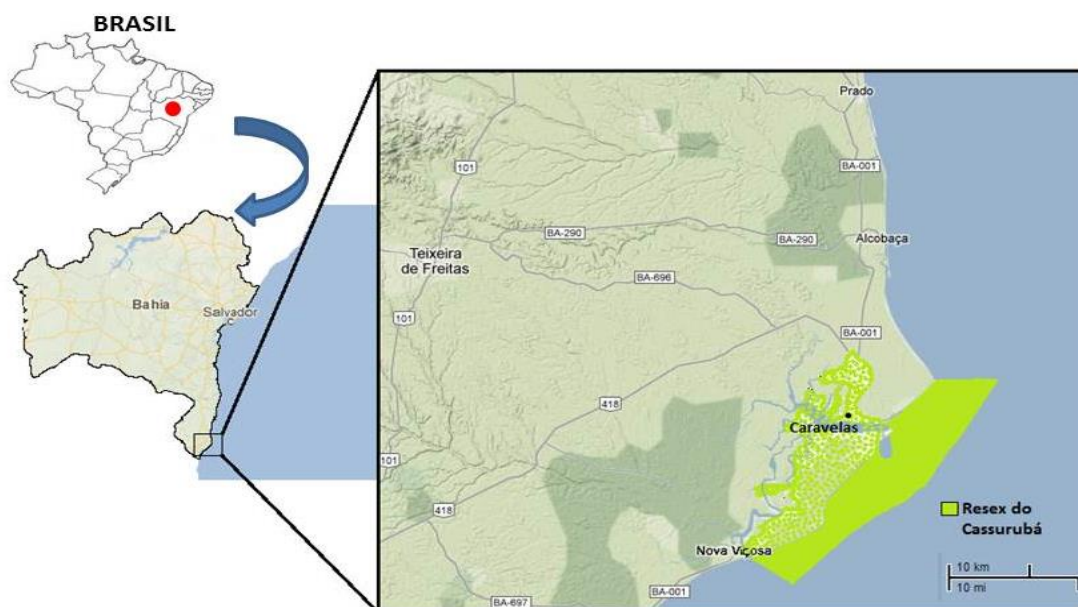 BRASIL
Bahia
Salvador
Prado
BA-001
101
BA-290
BA-290
Alcobaça
Teixeira
de Freitas
BA-696
101
BA-001
418
Caravelas
418
Resex do
Cassurubá
Nova Viçosa
10 km
10 mi
BA-001
BA-697